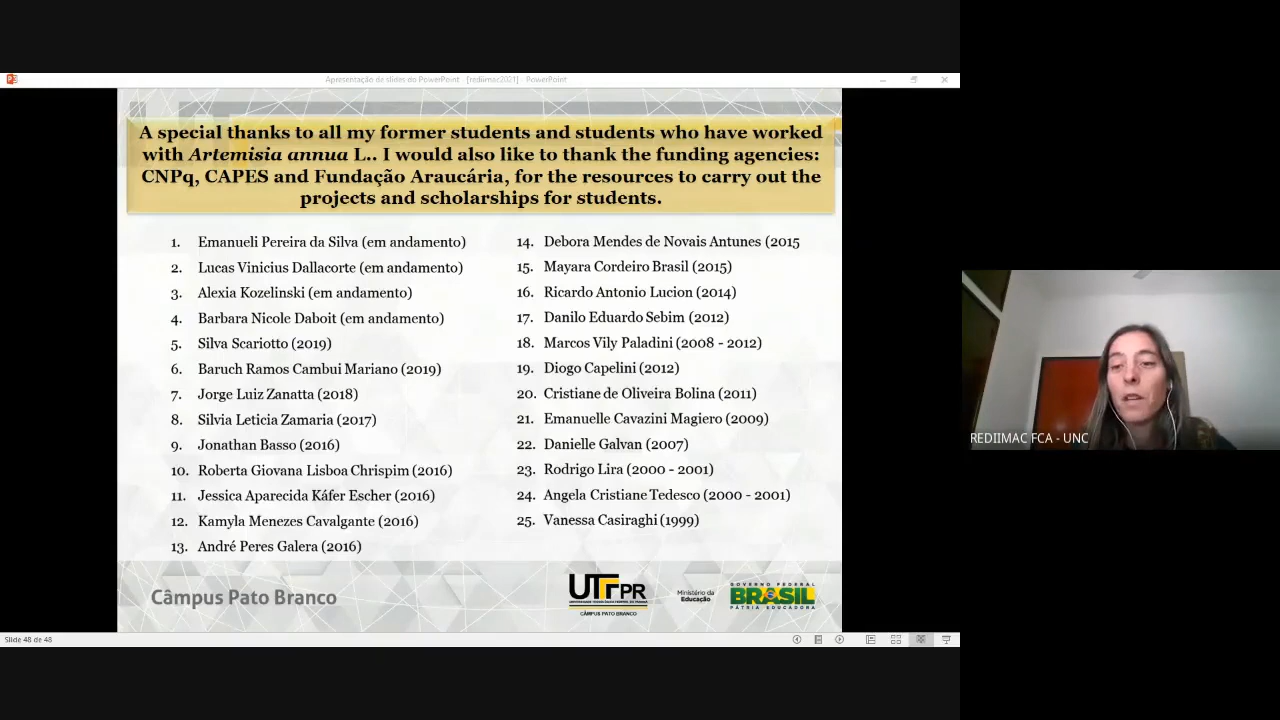 Apresentação de slides do PowerPoint - [rediimac2021] - PowerPoint
A special thanks to all my former students and students who have worked
with Artemisia annua L.. I would also like to thank the funding agencies:
CNPq, CAPES and Fundação Araucária, for the resources to carry out the
projects and scholarships for students.
1. Emanueli Pereira da Silva (em andamento)
2. Lucas Vinicius Dallacorte (em andamento)
3. Alexia Kozelinski (em andamento)
4. Barbara Nicole Daboit (em andamento)
5. Silva Scariotto (2019)
6. Baruch Ramos Cambui Mariano (2019)
7. Jorge Luiz Zanatta (2018)
8. Silvia Leticia Zamaria (2017)
9. Jonathan Basso (2016)
10. Roberta Giovana Lisboa Chrispim (2016)
11. Jessica Aparecida Káfer Escher (2016)
12. Kamyla Menezes Cavalgante (2016)
13. André Peres Galera (2016)
14. Debora Mendes de Novais Antunes (2015
15. Mayara Cordeiro Brasil (2015)
16. Ricardo Antonio Lucion (2014)
17. Danilo Eduardo Sebim (2012)
18. Marcos Vily Paladini (2008 - 2012)
19. Diogo Capelini (2012)
20. Cristiane de Oliveira Bolina (2011)
21. Emanuelle Cavazini Magiero (2009)
22. Danielle Galvan (2007)
23. Rodrigo Lira (2000 - 2001)
24. Angela Cristiane Tedesco (2000 - 2001)
25. Vanessa Casiraghi (1999)
Câmpus Pato Branco
UTFPR
CÂMPUS PATO BRANCO
Ministério da
Educação
GOVERNO FEDERAL
BRASIL
PÁTRIA EDUCADORA
Slide 48 de 48
REDIIMAC FCA - UNC